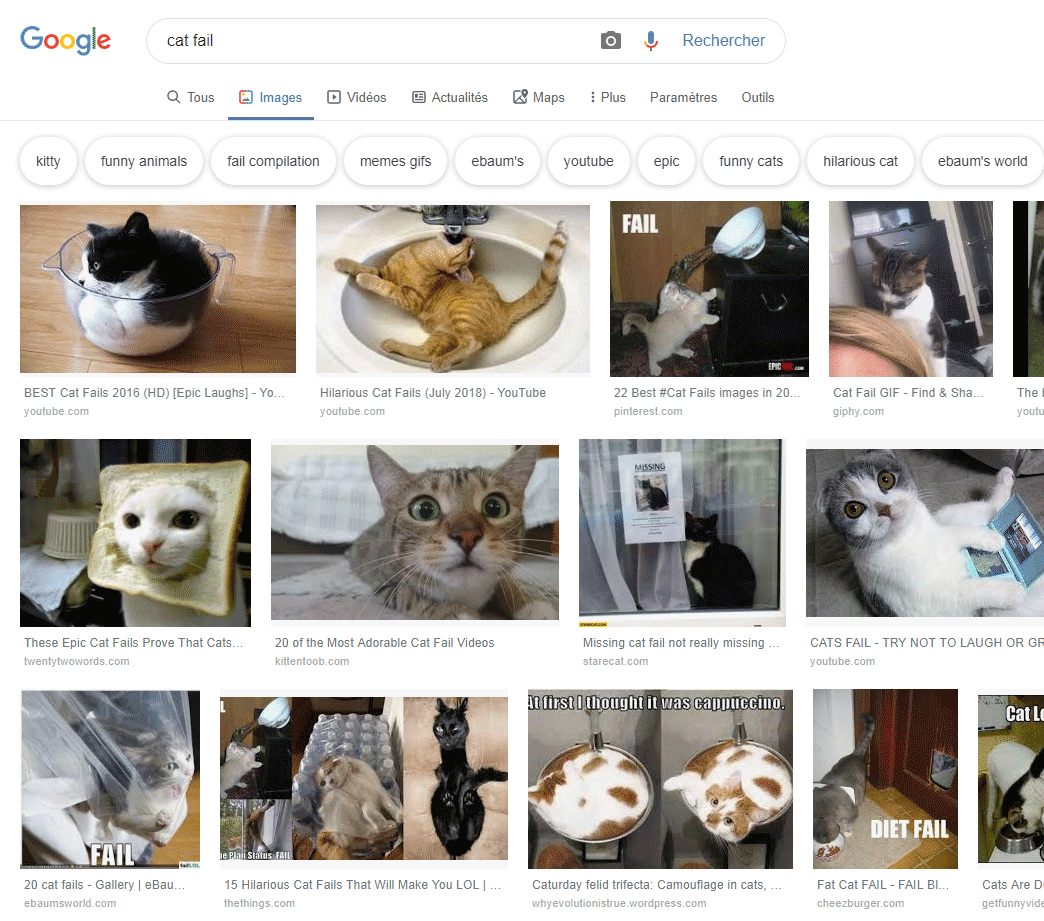 Google
cat fail
Rechercher
Tous
Images
Vidéos
Actualités
Maps
Plus
Paramètres
Outils
kitty
funny animals
fail compilation
memes gifs
ebaum's
youtube
epic
funny cats
hilarious cat
ebaum's world
FAIL
EPIC
.COM
BEST Cat Fails 2016 (HD) [Epic Laughs] - Yo...
youtube.com
Hilarious Cat Fails (July 2018) - YouTube
youtube.com
22 Best #Cat Fails images in 20...
pinterest.com
Cat Fail GIF - Find & Sha...
giphy.com
The
youtu
MISSING
These Epic Cat Fails Prove That Cats...
twentytwowords.com
20 of the Most Adorable Cat Fail Videos
kittentoob.com
Missing cat fail not really missing ...
starecat.com
CATS FAIL - TRY NOT TO LAUGH OR GR
youtube.com
FAIL
e Plan Status: FAIL
At first I thought it was cappuccino.
DIET FAIL
Cat Lo
20 cat fails - Gallery | eBau...
ebaumsworld.com
15 Hilarious Cat Fails That Will Make You LOL | ...
thethings.com
Caturday felid trifecta: Camouflage in cats, ...
whyevolutionistrue.wordpress.com
Fat Cat FAIL - FAIL Bl...
cheezburger.com
Cats Are D
getfunnyvide